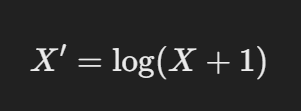 X′ = log(X + 1)